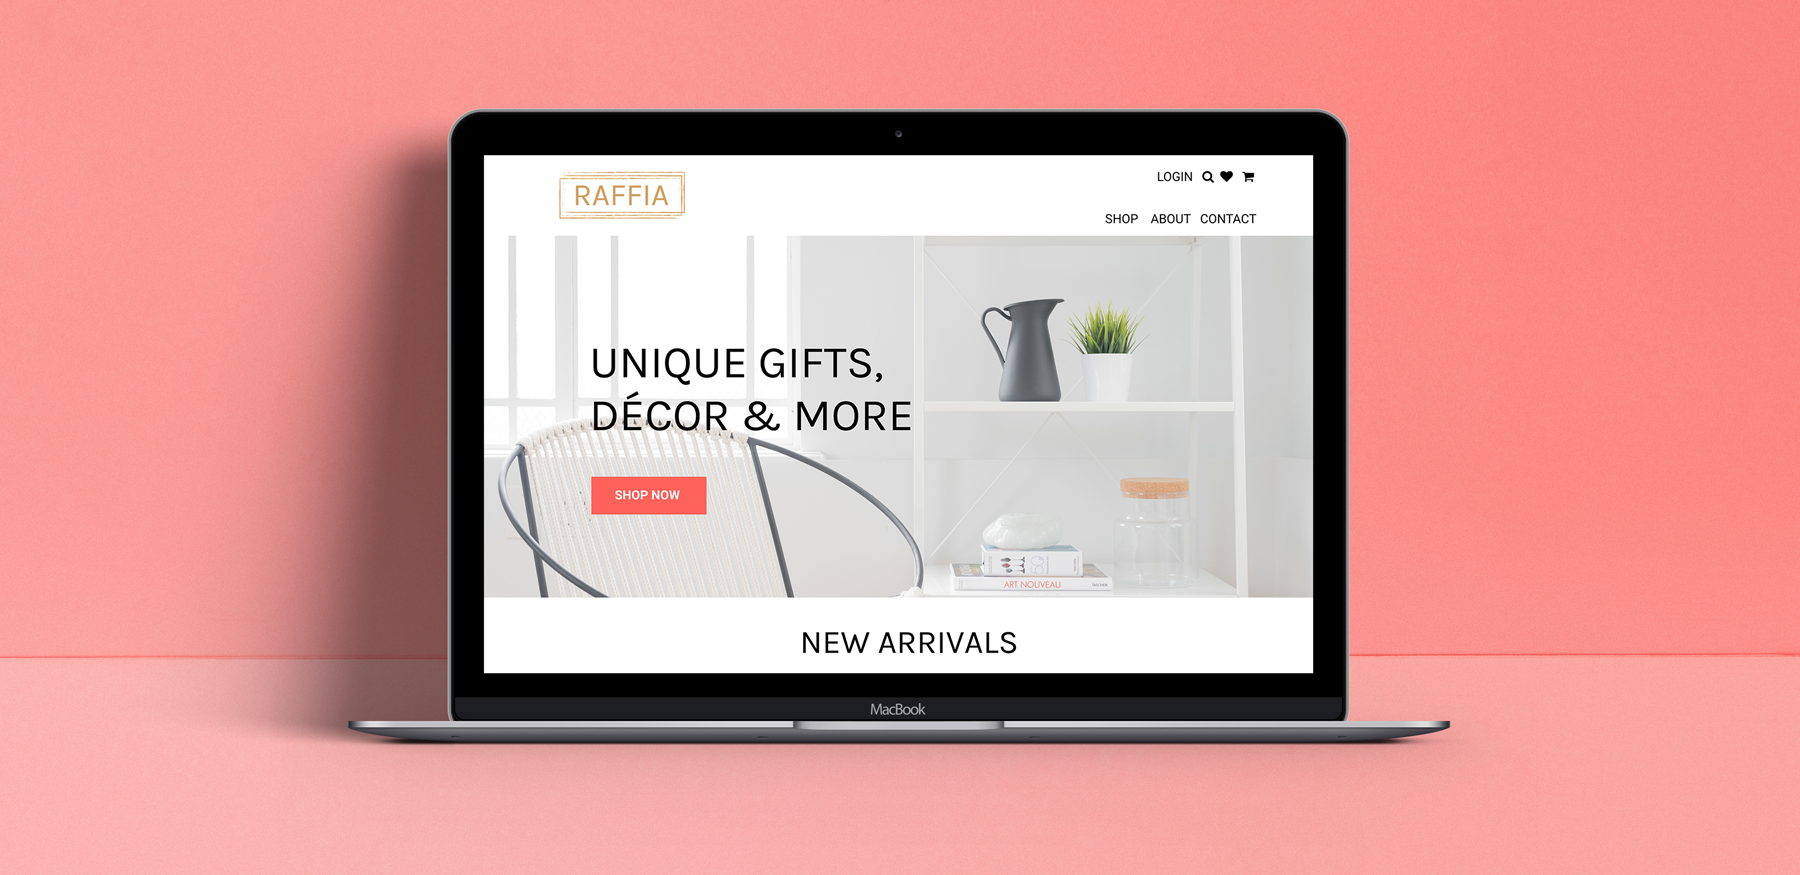 RAFFIA
LOGIN
SHOP ABOUT CONTACT
UNIQUE GIFTS,
DÉCOR & MORE
SHOP NOW
ART NOUVEAU
NEW ARRIVALS
MacBook